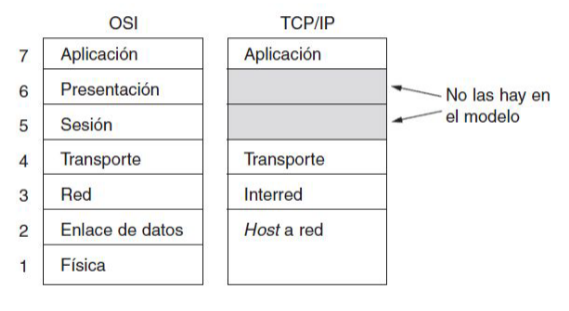 OSI TCP/IP
7 Aplicación Aplicación
6 Presentación
No las hay en
el modelo
5 Sesión
4 Transporte Transporte
3 Red Interred
2 Enlace de datos Host a red
1 Física